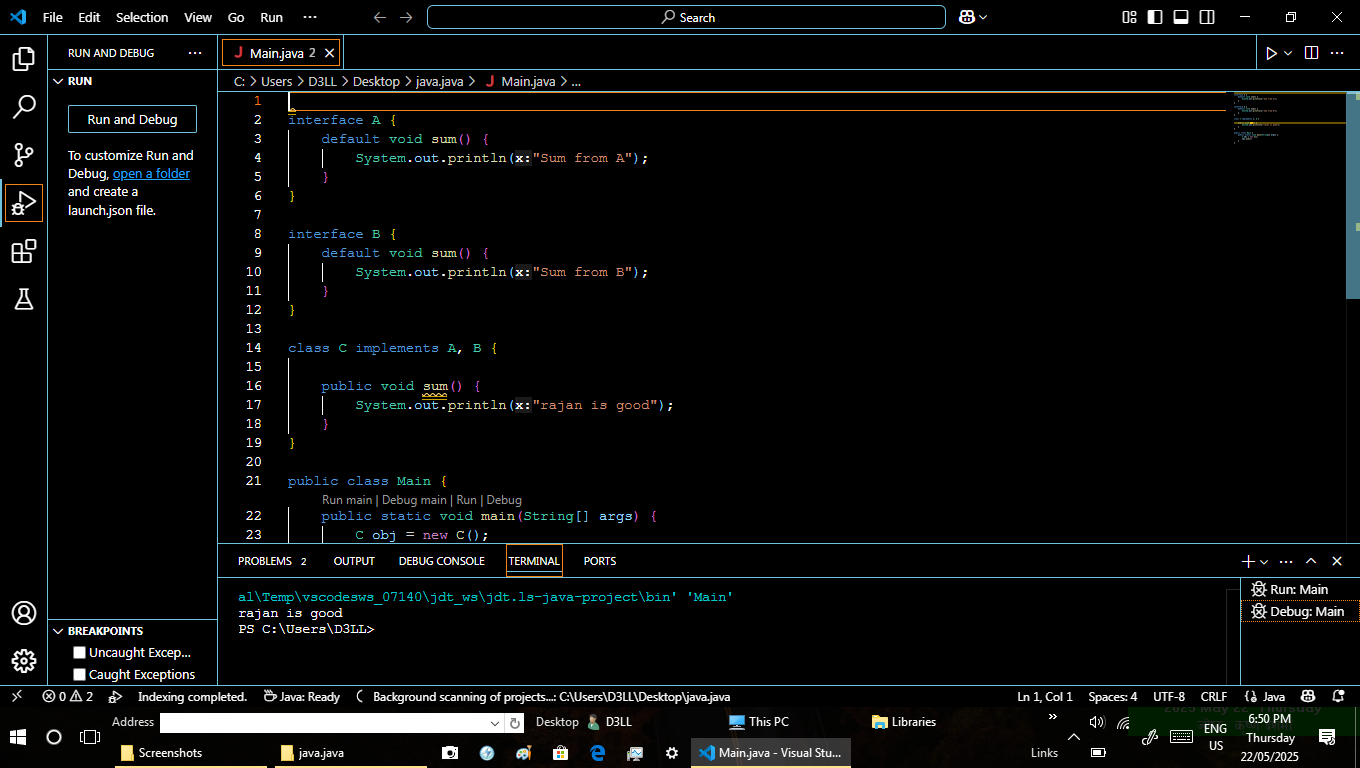 File Edit Selection View Go Run ···
Search
RUN AND DEBUG ···
RUN
Run and Debug
To customize Run and
Debug, open a folder
and create a
launch.json file.
BREAKPOINTS
Uncaught Excep...
Caught Exceptions
Main.java 2
C: > Users > D3LL > Desktop > java.java > Main.java > ...
1
2 interface A {
3 default void sum() {
4 System.out.println(x:"Sum from A");
5 }
6 }
7
8 interface B {
9 default void sum() {
10 System.out.println(x:"Sum from B");
11 }
12 }
13
14 class C implements A, B {
15
16 public void sum() {
17 System.out.println(x:"rajan is good");
18 }
19 }
20
21 public class Main {
Run main | Debug main | Run | Debug
22 public static void main(String[] args) {
23 C obj = new C();
PROBLEMS 2 OUTPUT DEBUG CONSOLE TERMINAL PORTS
al\Temp\vscodesws_07140\jdt_ws\jdt.ls-java-project\bin' 'Main'
rajan is good
PS C:\Users\D3LL>
Run: Main
Debug: Main
0 2 Indexing completed. Java: Ready Background scanning of projects...: C:\Users\D3LL\Desktop\java.java Ln 1, Col 1 Spaces: 4 UTF-8 CRLF {} Java
Address Desktop D3LL This PC Libraries »
Screenshots java.java Main.java - Visual Stu... Links
ENG
US
6:50 PM
Thursday
22/05/2025